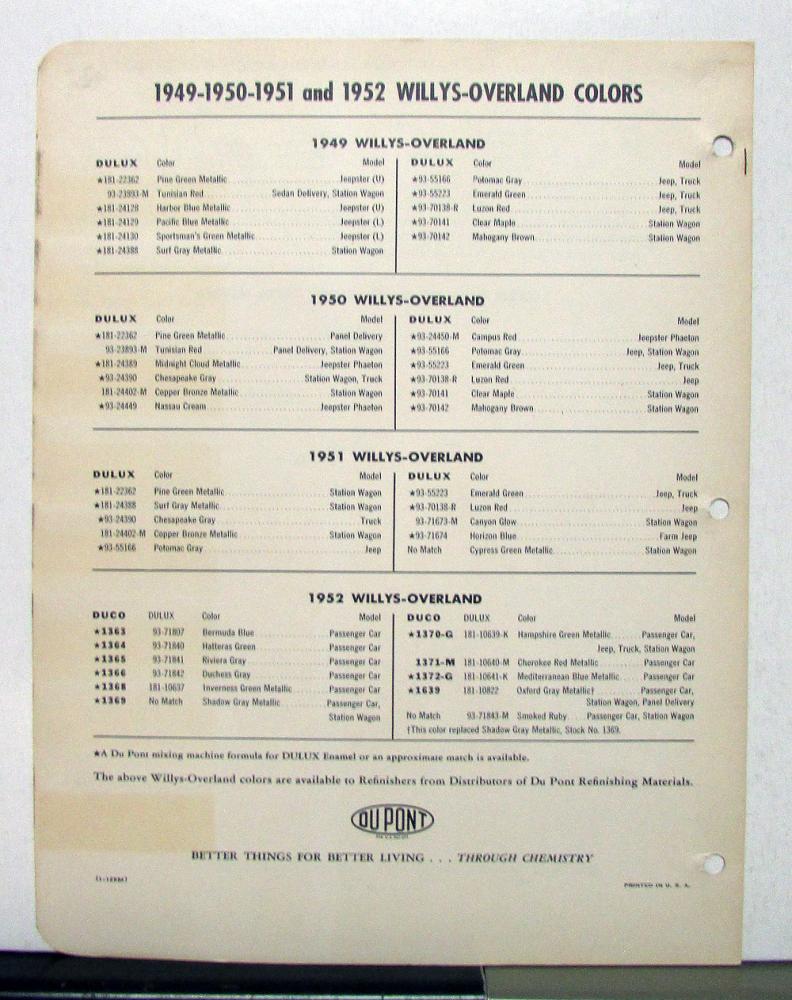 1949-1950-1951 and 1952 WILLYS-OVERLAND COLORS
1949 WILLYS-OVERLAND
DULUX Color Model
★181-22362 Pine Green Metallic Jeepster (U)
93-23893-M Tunisian Red Sedan Delivery, Station Wagon
★181-24128 Harbor Blue Metallic Jeepster (U)
★181-24129 Pacific Blue Metallic Jeepster (L)
★181-24130 Sportsman's Green Metallic Jeepster (L)
★181-24388 Surf Gray Metallic Station Wagon
DULUX Color Model
★93-55166 Potomac Gray Jeep, Truck
★93-55223 Emerald Green Jeep, Truck
★93-70138-R Luzon Red Jeep, Truck
★93-70141 Clear Maple Station Wagon
★93-70142 Mahogany Brown Station Wagon
1950 WILLYS-OVERLAND
DULUX Color Model
★181-22362 Pine Green Metallic Panel Delivery
93-23893-M Tunisian Red Panel Delivery, Station Wagon
★181-24389 Midnight Cloud Metallic Jeepster Phaeton
★93-24390 Chesapeake Gray Station Wagon, Truck
181-24402-M Copper Bronze Metallic Station Wagon
★93-24449 Nassau Cream Jeepster Phaeton
DULUX Color Model
★93-24450-M Campus Red Jeepster Phaeton
★93-55166 Potomac Gray Jeep, Station Wagon
★93-55223 Emerald Green Jeep, Truck
★93-70138-R Luzon Red Jeep
★93-70141 Clear Maple Station Wagon
★93-70142 Mahogany Brown Station Wagon
1951 WILLYS-OVERLAND
DULUX Color Model
★181-22362 Pine Green Metallic Station Wagon
★181-24388 Surf Gray Metallic Station Wagon
★93-24390 Chesapeake Gray Truck
181-24402-M Copper Bronze Metallic Station Wagon
★93-55166 Potomac Gray Jeep
DULUX Color Model
★93-55223 Emerald Green Jeep, Truck
★93-70138-R Luzon Red Jeep
93-71673-M Canyon Glow Station Wagon
★93-71674 Horizon Blue Farm Jeep
No Match Cypress Green Metallic Station Wagon
1952 WILLYS-OVERLAND
DUCO DULUX Color Model
★1363 93-71807 Bermuda Blue Passenger Car
★1364 93-71840 Hatteras Green Passenger Car
★1365 93-71841 Riviera Gray Passenger Car
★1366 93-71842 Duchess Gray Passenger Car
★1368 181-10637 Inverness Green Metallic Passenger Car
★1369 No Match Shadow Gray Metallic Passenger Car,
Station Wagon
DUCO DULUX Color Model
★1370-G 181-10639-K Hampshire Green Metallic Passenger Car,
Jeep, Truck, Station Wagon
1371-M 181-10640-M Cherokee Red Metallic Passenger Car
★1372-G 181-10641-K Mediterranean Blue Metallic Passenger Car
★1639 181-10822 Oxford Gray Metallic† Passenger Car,
Station Wagon, Panel Delivery
No Match 93-71843-M Smoked Ruby Passenger Car, Station Wagon
†This color replaced Shadow Gray Metallic, Stock No. 1369.
★A Du Pont mixing machine formula for DULUX Enamel or an approximate match is available.
The above Willys-Overland colors are available to Refinishers from Distributors of Du Pont Refinishing Materials.
DU PONT
BETTER THINGS FOR BETTER LIVING . . . THROUGH CHEMISTRY
PRINTED IN U. S. A.